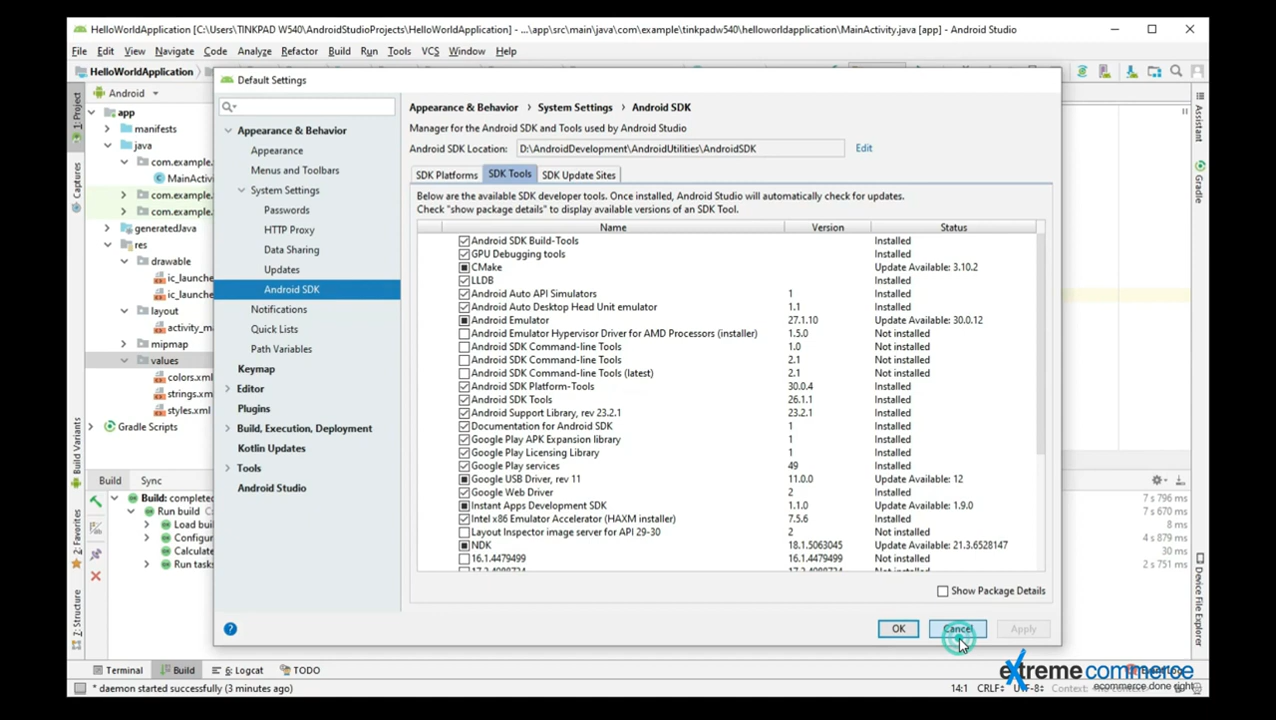 HelloWorldApplication [C:\USERS\TINKPAD W540\AndroidStudioProjects\HelloWorldApplication] - ...\app\src\main\java\com\example\tinkpadw540\helloworldapplication\MainActivity.java [app] - Android Studio
File Edit View Navigate Code Analyze Refactor Build Run Tools VCS Window Help
HelloWorldApplication
Android
app
manifests
java
com.example.
MainActiv
com.example.
com.example.
generatedJava
res
drawable
ic_launche
ic_launche
layout
activity_m
mipmap
values
colors.xml
strings.xml
styles.xml
Gradle Scripts
1: Project
Captures
Build Variants
2: Favorites
7: Structure
Assistant
Gradle
Device File Explorer
Default Settings
Appearance & Behavior
Appearance
Menus and Toolbars
System Settings
Passwords
HTTP Proxy
Data Sharing
Updates
Android SDK
Notifications
Quick Lists
Path Variables
Keymap
Editor
Plugins
Build, Execution, Deployment
Kotlin Updates
Tools
Android Studio
Appearance & Behavior › System Settings › Android SDK
Manager for the Android SDK and Tools used by Android Studio
Android SDK Location: D:\AndroidDevelopment\AndroidUtilities\AndroidSDK Edit
SDK Platforms SDK Tools SDK Update Sites
Below are the available SDK developer tools. Once installed, Android Studio will automatically check for updates.
Check "show package details" to display available versions of an SDK Tool.
Name Version Status
Android SDK Build-Tools Installed
GPU Debugging tools Installed
CMake Update Available: 3.10.2
LLDB Installed
Android Auto API Simulators 1 Installed
Android Auto Desktop Head Unit emulator 1.1 Installed
Android Emulator 27.1.10 Update Available: 30.0.12
Android Emulator Hypervisor Driver for AMD Processors (installer) 1.5.0 Not installed
Android SDK Command-line Tools 1.0 Not installed
Android SDK Command-line Tools 2.1 Not installed
Android SDK Command-line Tools (latest) 2.1 Not installed
Android SDK Platform-Tools 30.0.4 Installed
Android SDK Tools 26.1.1 Installed
Android Support Library, rev 23.2.1 23.2.1 Installed
Documentation for Android SDK 1 Installed
Google Play APK Expansion library 1 Installed
Google Play Licensing Library 1 Installed
Google Play services 49 Installed
Google USB Driver, rev 11 11.0.0 Update Available: 12
Google Web Driver 2 Installed
Instant Apps Development SDK 1.1.0 Update Available: 1.9.0
Intel x86 Emulator Accelerator (HAXM installer) 7.5.6 Installed
Layout Inspector image server for API 29-30 2 Not installed
NDK 18.1.5063045 Update Available: 21.3.6528147
16.1.4479499 16.1.4479499 Not installed
Show Package Details
? OK Cancel Apply
Build Sync
Build: complete
Run build
Load bui
Configur
Calculate
Run tasks
7 s 796 ms
7 s 670 ms
8 ms
4 s 879 ms
30 ms
2 s 751 ms
Terminal Build 6: Logcat TODO
* daemon started successfully (3 minutes ago) 14:1 CRLF÷ UTF-8÷ Context:
extreme commerce
ecommerce done right